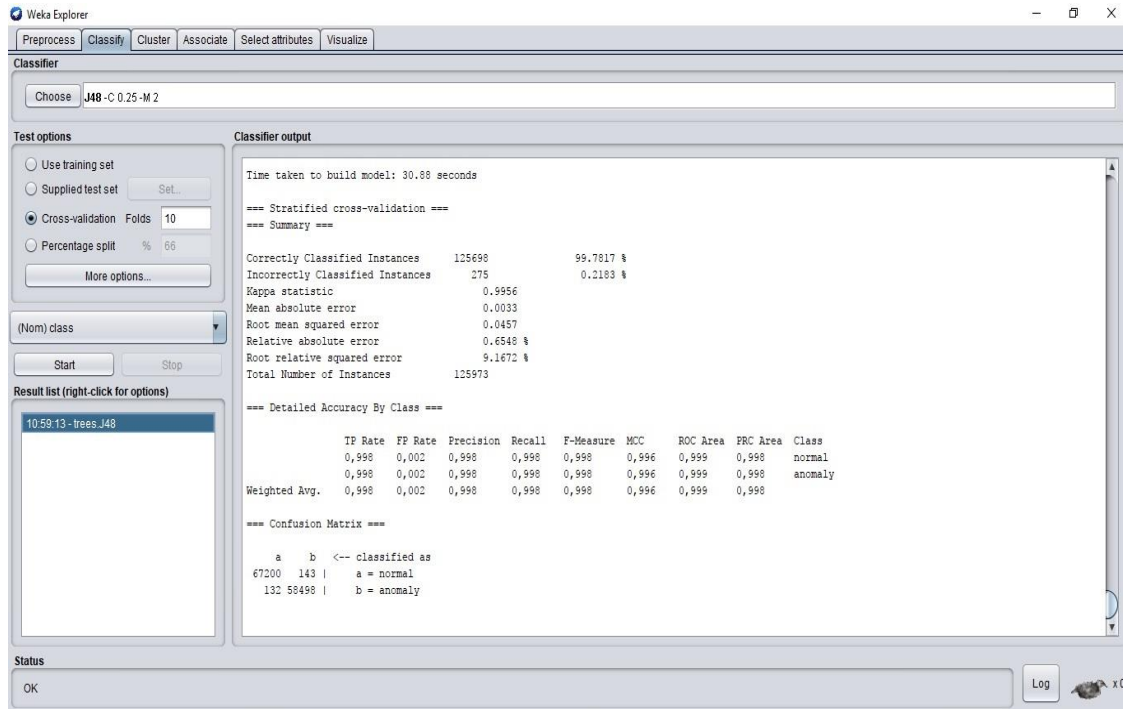 Weka Explorer
Preprocess Classify Cluster Associate Select attributes Visualize
Classifier
Choose J48 -C 0.25 -M 2
Test options
Use training set
Supplied test set Set...
Cross-validation Folds 10
Percentage split % 66
More options...
(Nom) class
Start Stop
Result list (right-click for options)
10:59:13 - trees.J48
Classifier output
Time taken to build model: 30.88 seconds
=== Stratified cross-validation ===
=== Summary ===
Correctly Classified Instances 125698 99.7817 %
Incorrectly Classified Instances 275 0.2183 %
Kappa statistic 0.9956
Mean absolute error 0.0033
Root mean squared error 0.0457
Relative absolute error 0.6548 %
Root relative squared error 9.1672 %
Total Number of Instances 125973
=== Detailed Accuracy By Class ===
TP Rate FP Rate Precision Recall F-Measure MCC ROC Area PRC Area Class
0,998 0,002 0,998 0,998 0,998 0,996 0,999 0,998 normal
0,998 0,002 0,998 0,998 0,998 0,996 0,999 0,998 anomaly
Weighted Avg. 0,998 0,002 0,998 0,998 0,998 0,996 0,999 0,998
=== Confusion Matrix ===
a b <-- classified as
67200 143 | a = normal
132 58498 | b = anomaly
Status
OK
Log x 0